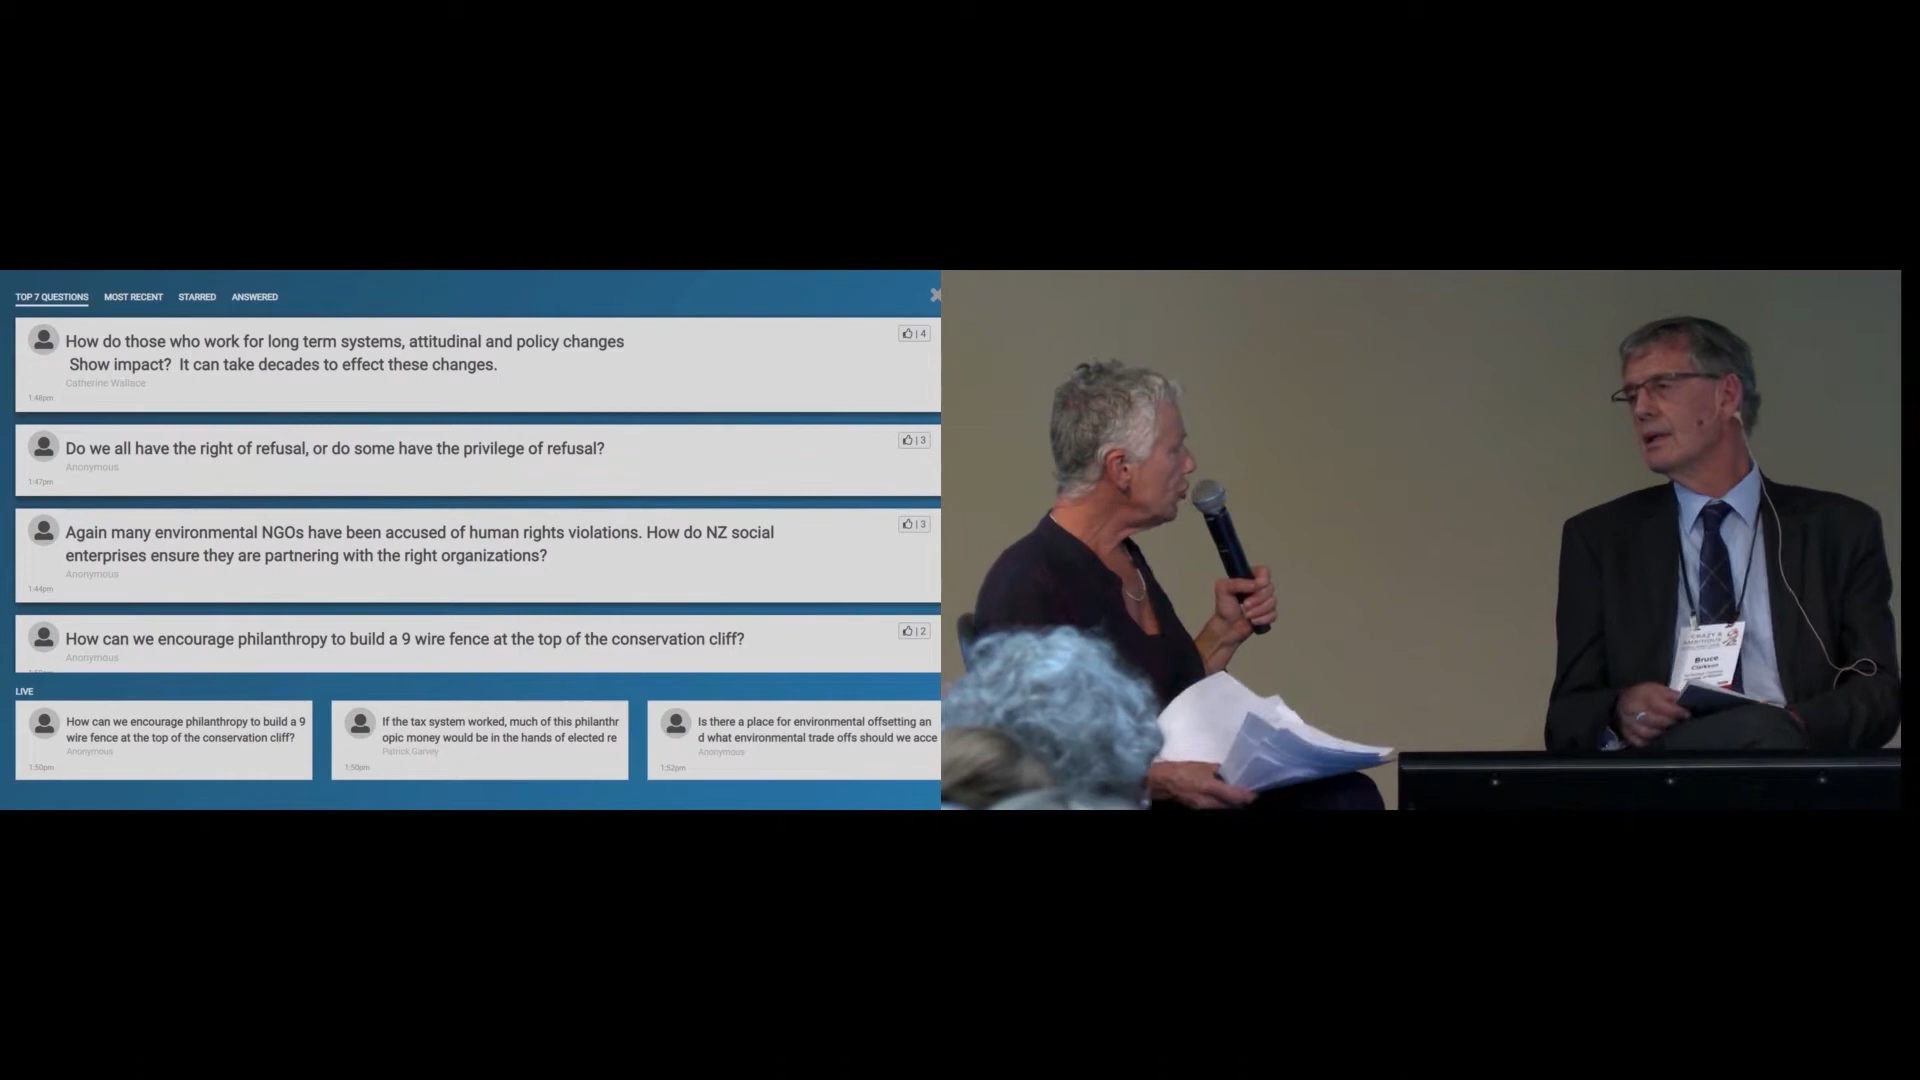 TOP 7 QUESTIONS MOST RECENT STARRED ANSWERED
How do those who work for long term systems, attitudinal and policy changes
Show impact? It can take decades to effect these changes.
Catherine Wallace
1:48pm
4
Do we all have the right of refusal, or do some have the privilege of refusal?
Anonymous
1:47pm
3
Again many environmental NGOs have been accused of human rights violations. How do NZ social
enterprises ensure they are partnering with the right organizations?
Anonymous
1:44pm
3
How can we encourage philanthropy to build a 9 wire fence at the top of the conservation cliff?
Anonymous
2
LIVE
How can we encourage philanthropy to build a 9
wire fence at the top of the conservation cliff?
Anonymous
1:50pm
If the tax system worked, much of this philanthr
opic money would be in the hands of elected re
Patrick Garvey
1:50pm
Is there a place for environmental offsetting an
d what environmental trade offs should we acce
Anonymous
1:52pm
CRAZY &
AMBITIOUS
Bruce
Clarkson